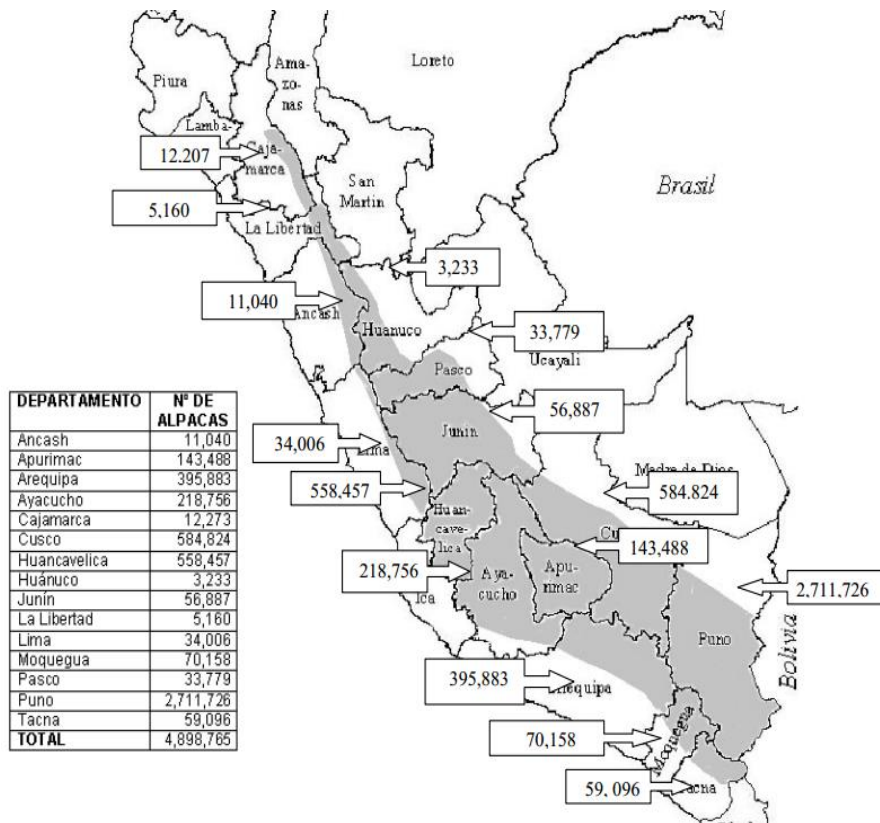 Ama-
zo-
nas
Loreto
Piura
Lamba-
12.207
Caja-
marca
San
Martin
Brasil
5,160
La Libertad
3,233
11,040
Ancash
Huanuco
33,779
Ucayali
Pasco
56,887
Junin
34,006
Lima
Madre de Dios
558,457
584.824
Huan-
cave-
lica
Cu
143,488
218,756
Aya-
cucho
Apu-
rimac
2,711,726
Ica
Puno
Bolivia
395,883
70,158
Moquegua
59, 096
DEPARTAMENTO N° DE ALPACAS
Ancash 11,040
Apurimac 143,488
Arequipa 395,883
Ayacucho 218,756
Cajamarca 12,273
Cusco 584,824
Huancavelica 558,457
Huánuco 3,233
Junín 56,887
La Libertad 5,160
Lima 34,006
Moquegua 70,158
Pasco 33,779
Puno 2,711,726
Tacna 59,096
TOTAL 4,898,765